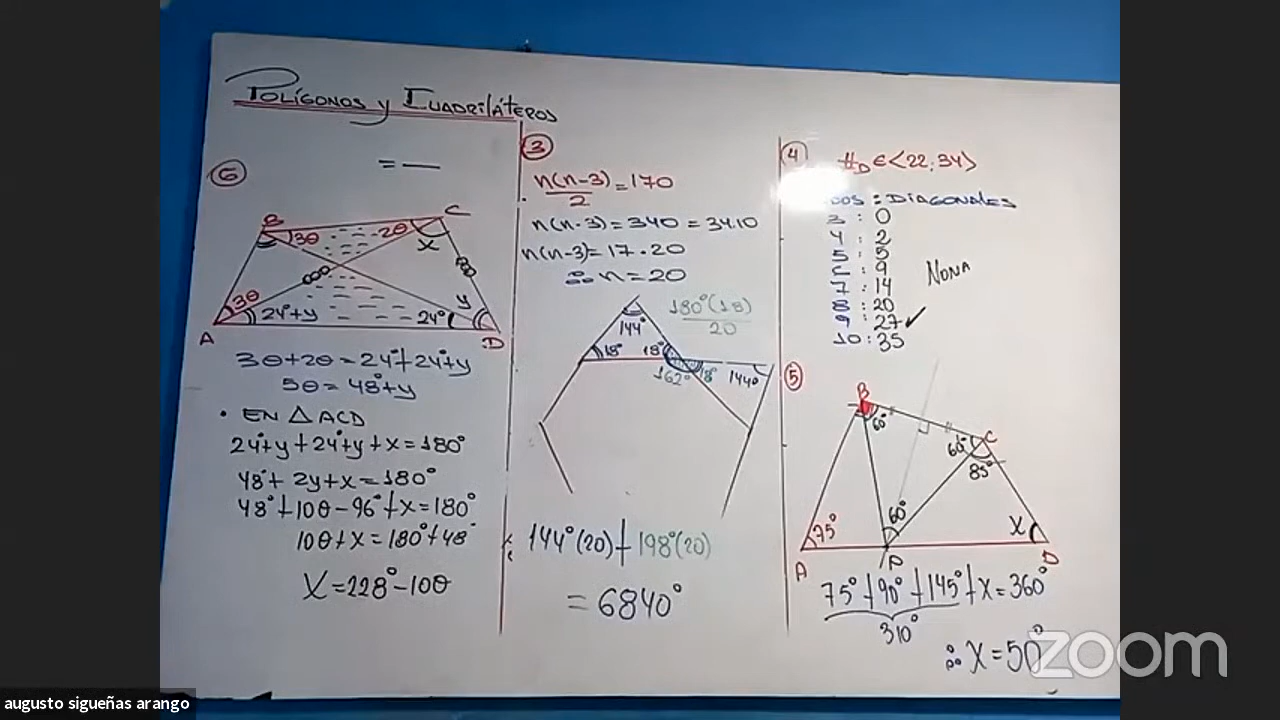 Polígonos y Cuadriláteros
6
= —
B
C
3θ
2θ
x
3θ
24°+y
24°
y
A
D
3θ+2θ=24°+24°+y
5θ=48°+y
• EN △ ACD
24°+y+24°+y+x=180°
48°+2y+x=180°
48°+10θ-96°+x=180°
10θ+x=180°+48°
x=228°-10θ
3
n(n-3)/2=170
n(n-3)=340=34.10
n(n-3)=17.20
∴ n=20
180°(18)/20
144°
18°
18°
162°
18°
144°
144°(20)+198°(20)
=6840°
4
#D ∈<22;34>
: DIAGONALES
3 : 0
4 : 2
5 : 5
6 : 9
7 : 14
8 : 20
9 : 27✓
10 : 35
NONA
5
B
60°
60°
C
85°
60°
75°
x
A
P
D
75°+90°+145°+x=360°
310°
∴ x=50°
zoom
augusto sigueñas arango